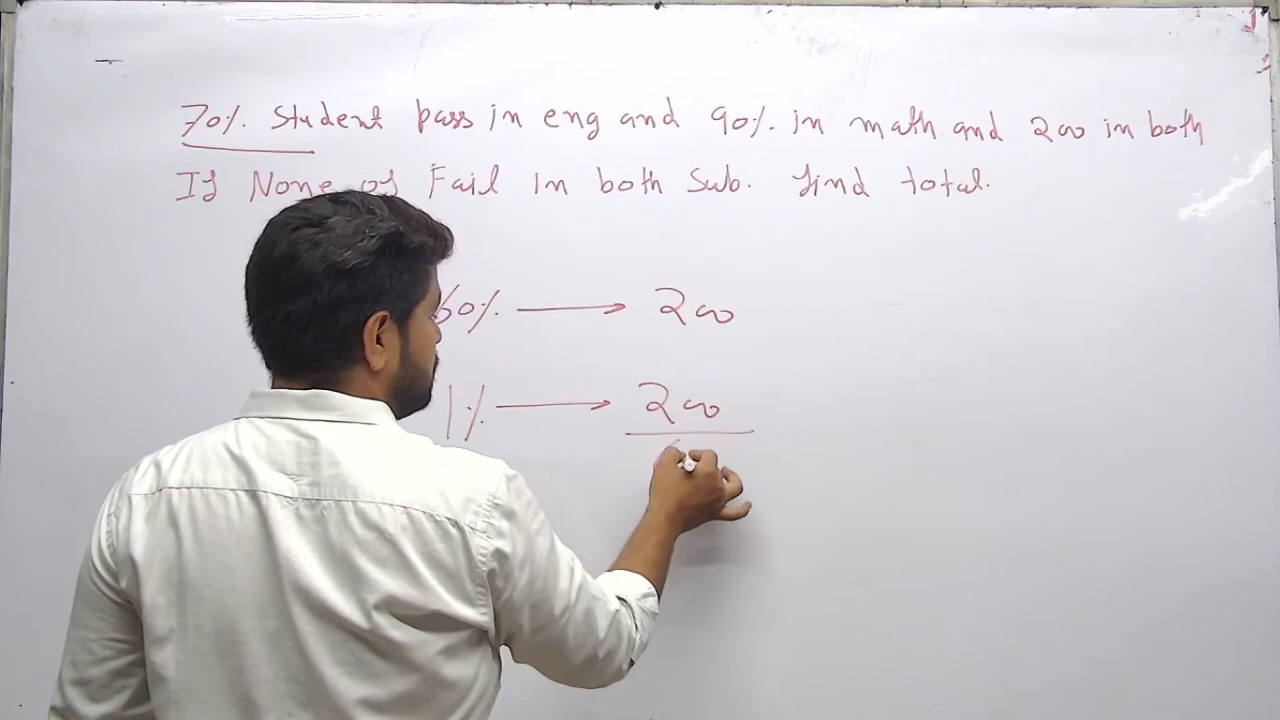 70%. Student pass in eng and 90%. in math and 200 in both
If None of Fail in both Sub. find total.
60%. → 200
1%. → 200